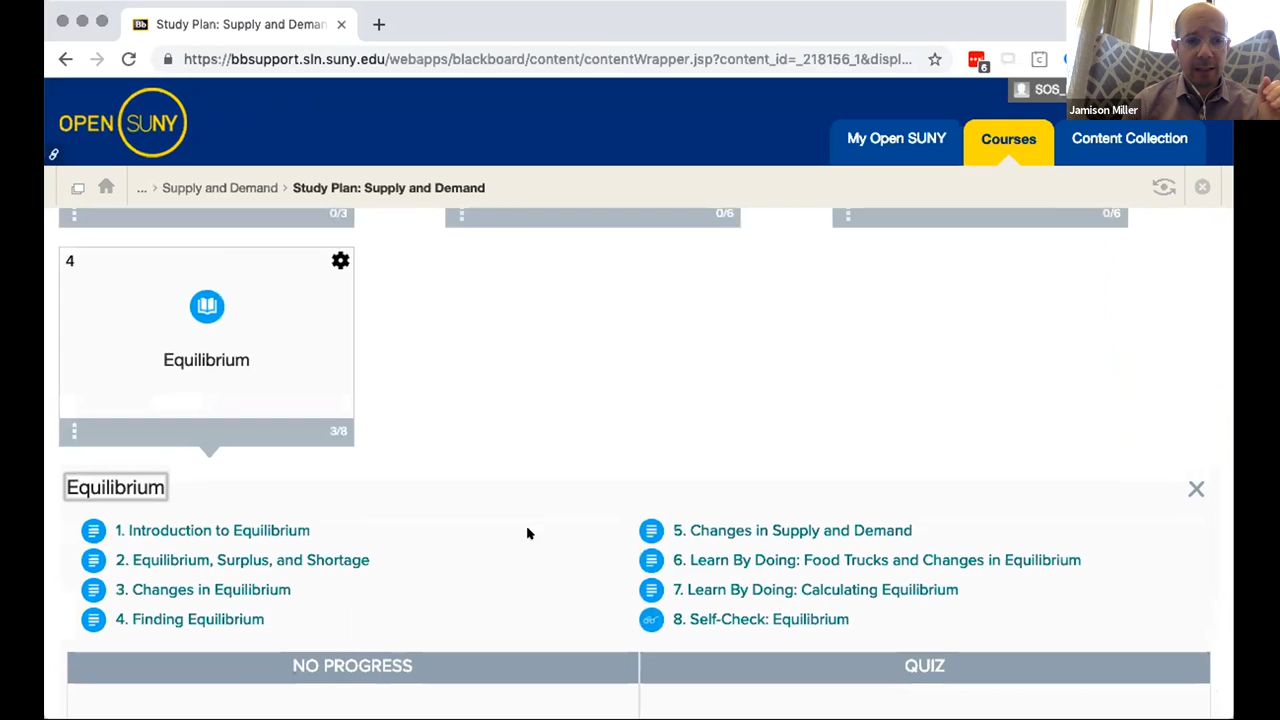 Bb Study Plan: Supply and Deman
https://bbsupport.sln.suny.edu/webapps/blackboard/content/contentWrapper.jsp?content_id=_218156_1&displ...
6
C
SOS_
Jamison Miller
OPEN SUNY
My Open SUNY
Courses
Content Collection
... > Supply and Demand > Study Plan: Supply and Demand
0/3
0/6
0/6
4
Equilibrium
3/8
Equilibrium
1. Introduction to Equilibrium
2. Equilibrium, Surplus, and Shortage
3. Changes in Equilibrium
4. Finding Equilibrium
5. Changes in Supply and Demand
6. Learn By Doing: Food Trucks and Changes in Equilibrium
7. Learn By Doing: Calculating Equilibrium
8. Self-Check: Equilibrium
NO PROGRESS
QUIZ